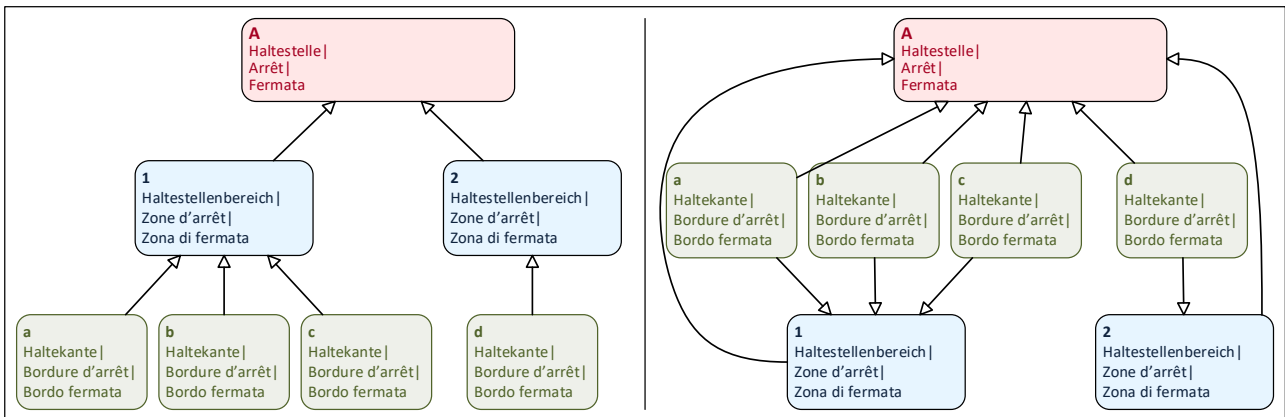 A
Haltestelle|
Arrêt|
Fermata
1
Haltestellenbereich|
Zone d’arrêt|
Zona di fermata
2
Haltestellenbereich|
Zone d’arrêt|
Zona di fermata
a
Haltekante|
Bordure d’arrêt|
Bordo fermata
b
Haltekante|
Bordure d’arrêt|
Bordo fermata
c
Haltekante|
Bordure d’arrêt|
Bordo fermata
d
Haltekante|
Bordure d’arrêt|
Bordo fermata
A
Haltestelle|
Arrêt|
Fermata
a
Haltekante|
Bordure d’arrêt|
Bordo fermata
b
Haltekante|
Bordure d’arrêt|
Bordo fermata
c
Haltekante|
Bordure d’arrêt|
Bordo fermata
d
Haltekante|
Bordure d’arrêt|
Bordo fermata
1
Haltestellenbereich|
Zone d’arrêt|
Zona di fermata
2
Haltestellenbereich|
Zone d’arrêt|
Zona di fermata